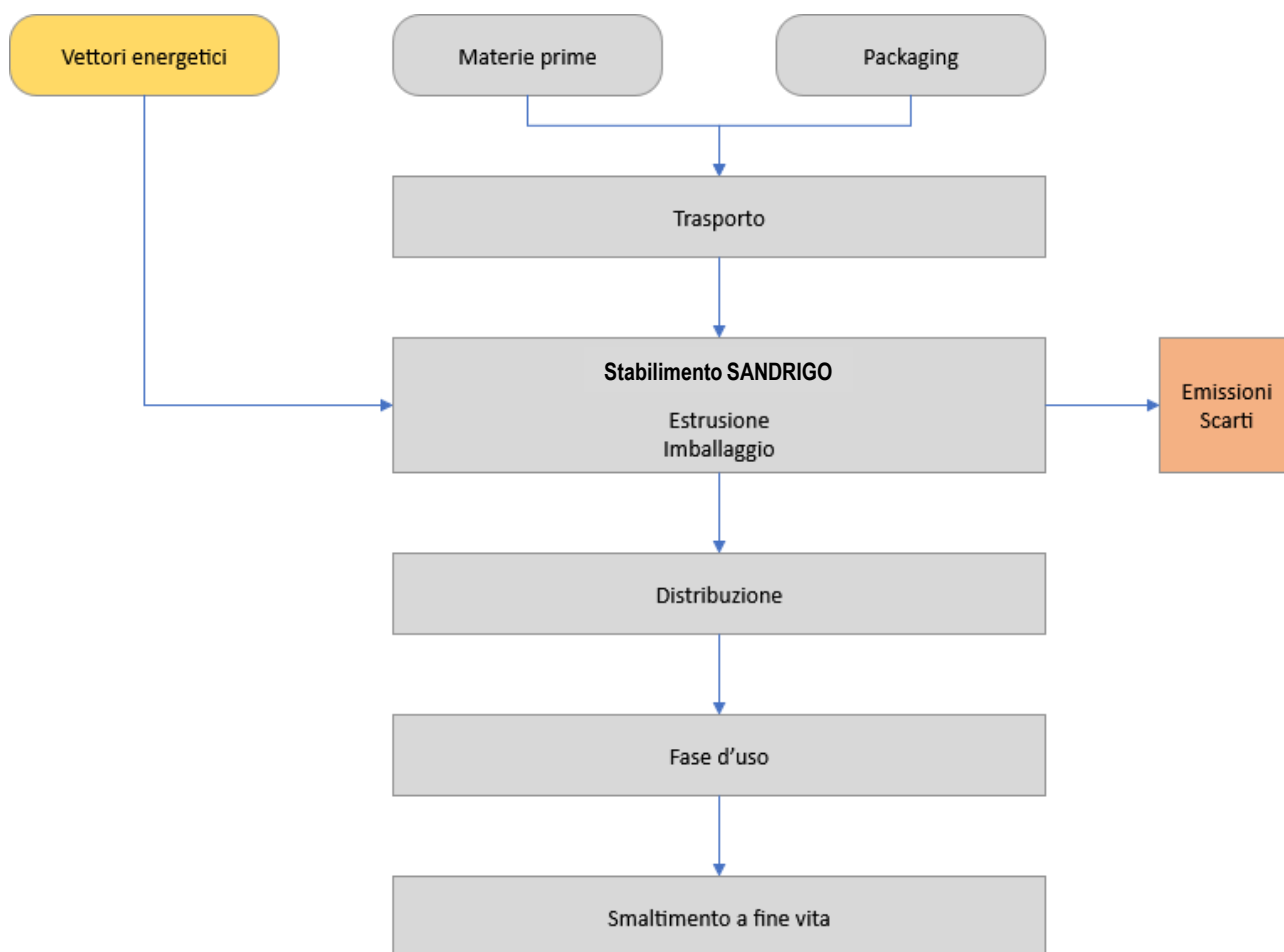 Vettori energetici
Materie prime
Packaging
Trasporto
Stabilimento SANDRIGO
Estrusione
Imballaggio
Emissioni
Scarti
Distribuzione
Fase d’uso
Smaltimento a fine vita